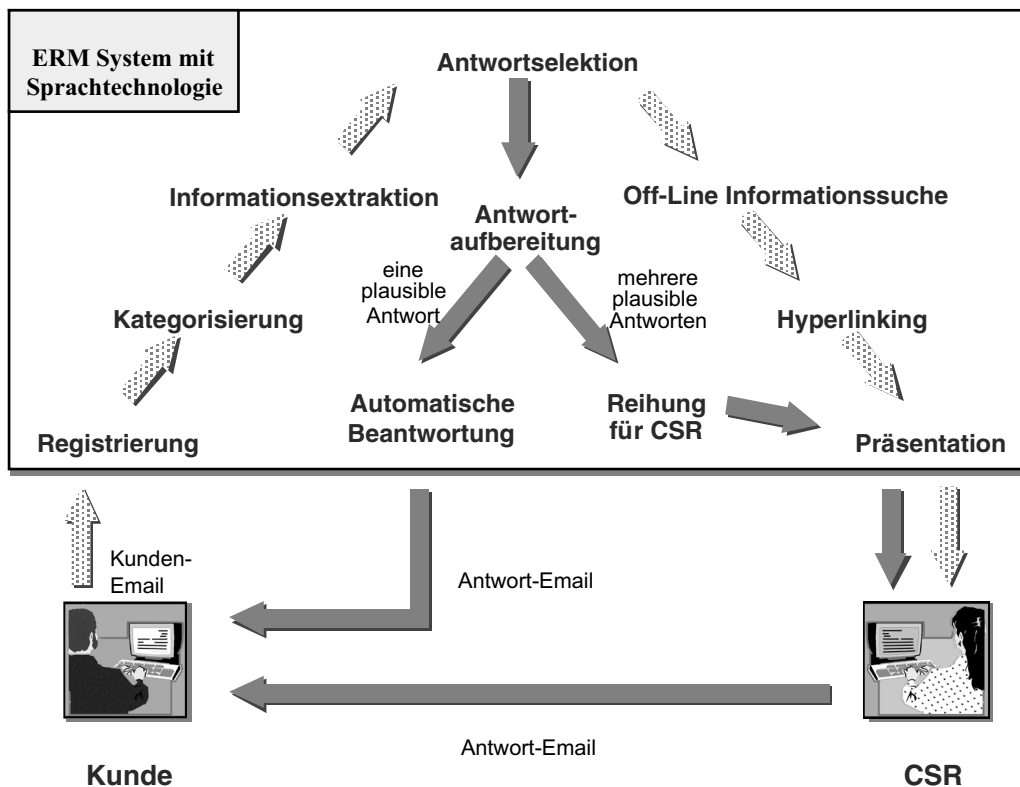 ERM System mit
Sprachtechnologie
Antwortselektion
Informationsextraktion
Off-Line Informationssuche
Antwort-
aufbereitung
eine
plausible
Antwort
mehrere
plausible
Antworten
Kategorisierung
Hyperlinking
Automatische
Beantwortung
Reihung
für CSR
Registrierung
Präsentation
Kunden-
Email
Antwort-Email
Antwort-Email
Kunde
CSR